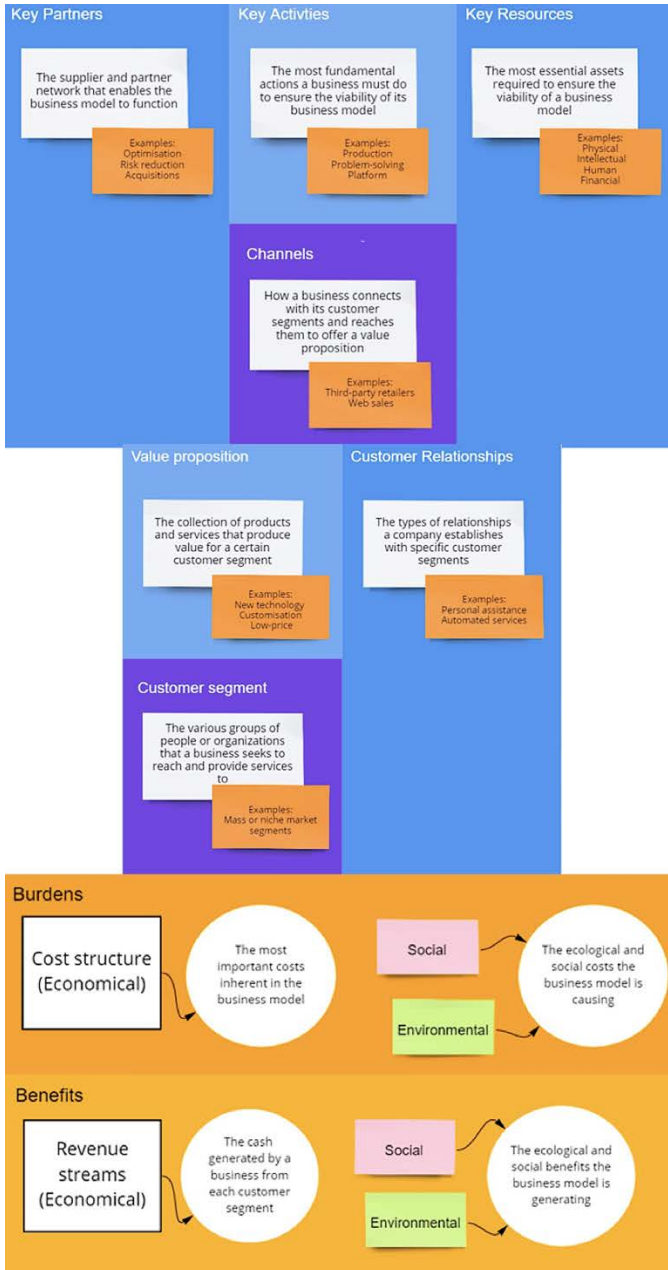 Key Partners
The supplier and partner
network that enables the
business model to function
Examples:
Optimisation
Risk reduction
Acquisitions
Key Activties
The most fundamental
actions a business must do
to ensure the viability of its
business model
Examples:
Production
Problem-solving
Platform
Key Resources
The most essential assets
required to ensure the
viability of a business
model
Examples:
Physical
Intellectual
Human
Financial
Channels
How a business connects
with its customer
segments and reaches
them to offer a value
proposition
Examples:
Third-party retailers
Web sales
Value proposition
The collection of products
and services that produce
value for a certain
customer segment
Examples:
New technology
Customisation
Low-price
Customer Relationships
The types of relationships
a company establishes
with specific customer
segments
Examples:
Personal assistance
Automated services
Customer segment
The various groups of
people or organizations
that a business seeks to
reach and provide services
to
Examples:
Mass or niche market
segments
Burdens
Cost structure
(Economical)
The most
important costs
inherent in the
business model
Social
Environmental
The ecological and
social costs the
business model is
causing
Benefits
Revenue
streams
(Economical)
The cash
generated by a
business from
each customer
segment
Social
Environmental
The ecological and
social benefits the
business model is
generating